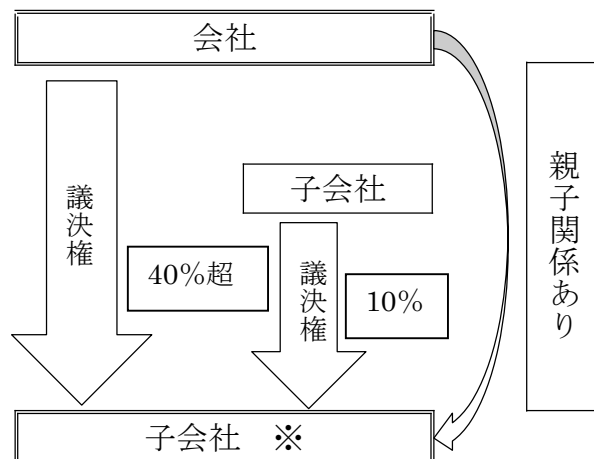 会社
議決権
40%超
子会社
議決権
10%
親子関係あり
子会社　※